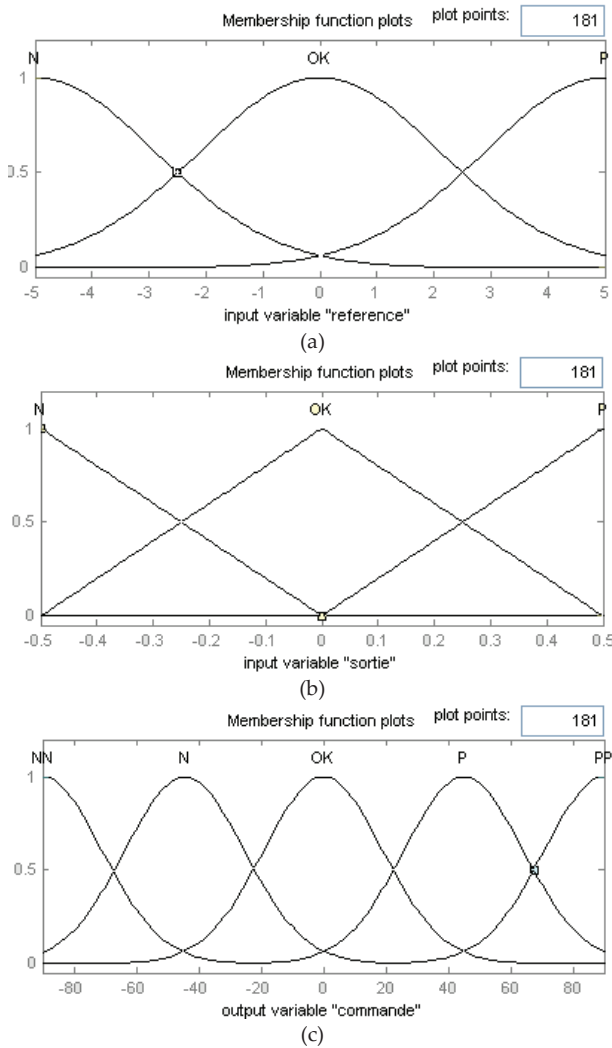 Membership function plots plot points: 181
N OK P
1
0.5
0
-5 -4 -3 -2 -1 0 1 2 3 4 5
input variable "reference"
(a)
Membership function plots plot points: 181
N OK P
1
0.5
0
-0.5 -0.4 -0.3 -0.2 -0.1 0 0.1 0.2 0.3 0.4 0.5
input variable "sortie"
(b)
Membership function plots plot points: 181
NN N OK P PP
1
0.5
0
-80 -60 -40 -20 0 20 40 60 80
output variable "commande"
(c)